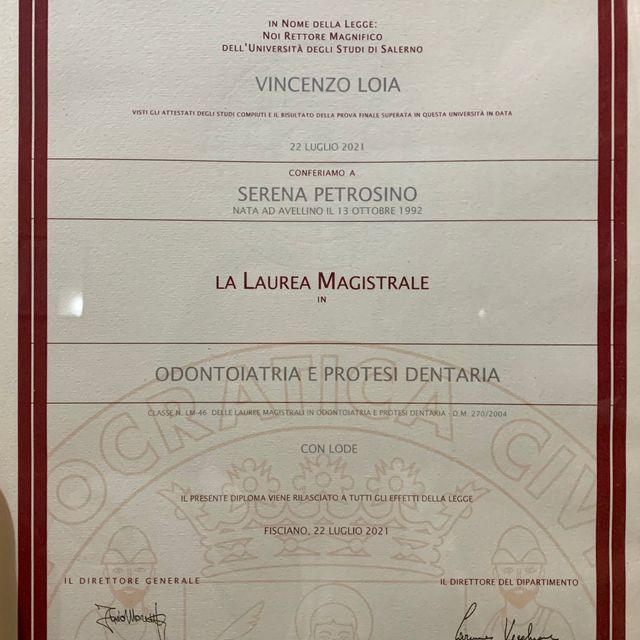 IN NOME DELLA LEGGE:
NOI RETTORE MAGNIFICO
DELL'UNIVERSITÀ DEGLI STUDI DI SALERNO
VINCENZO LOIA
VISTI GLI ATTESTATI DEGLI STUDI COMPIUTI E IL RISULTATO DELLA PROVA FINALE SUPERATA IN QUESTA UNIVERSITÀ IN DATA
22 LUGLIO 2021
CONFERIAMO A
SERENA PETROSINO
NATA AD AVELLINO IL 13 OTTOBRE 1992
LA LAUREA MAGISTRALE
IN
ODONTOIATRIA E PROTESI DENTARIA
CLASSE N. LM-46 DELLE LAUREE MAGISTRALI IN ODONTOIATRIA E PROTESI DENTARIA - D.M. 270/2004
CON LODE
IL PRESENTE DIPLOMA VIENE RILASCIATO A TUTTI GLI EFFETTI DELLA LEGGE
FISCIANO, 22 LUGLIO 2021
IL DIRETTORE GENERALE
IL DIRETTORE DEL DIPARTIMENTO